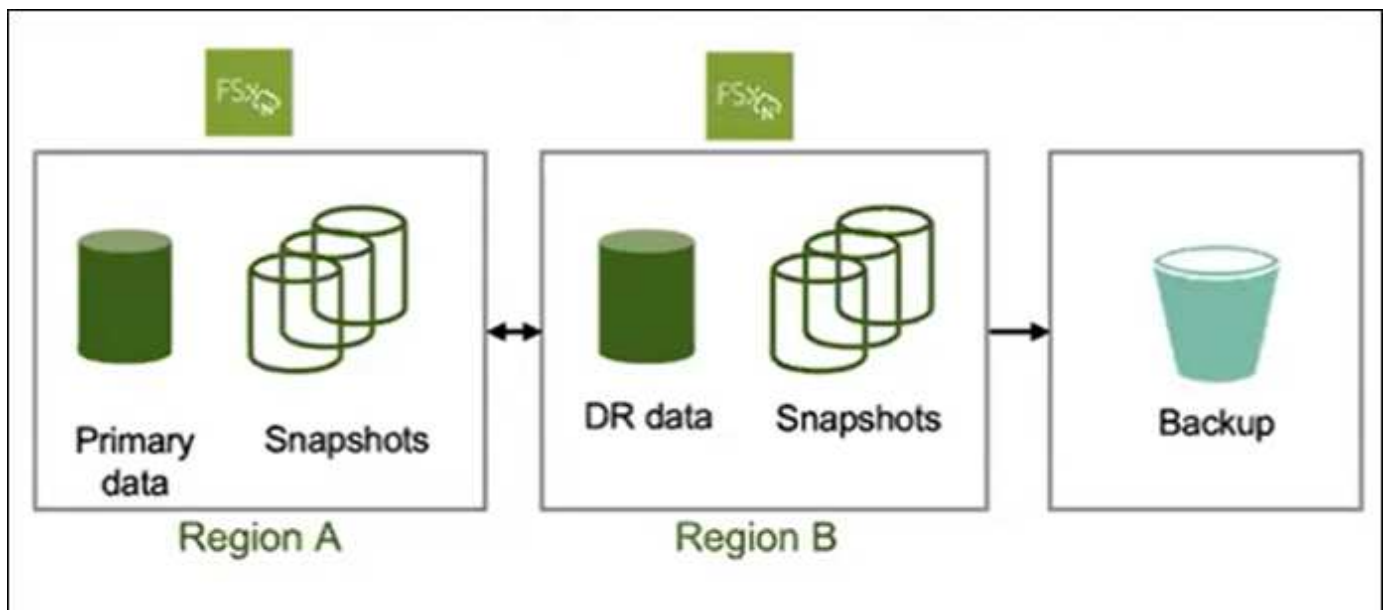 FSx
N
FSx
N
Primary
data
Snapshots
DR data
Snapshots
Backup
Region A
Region B